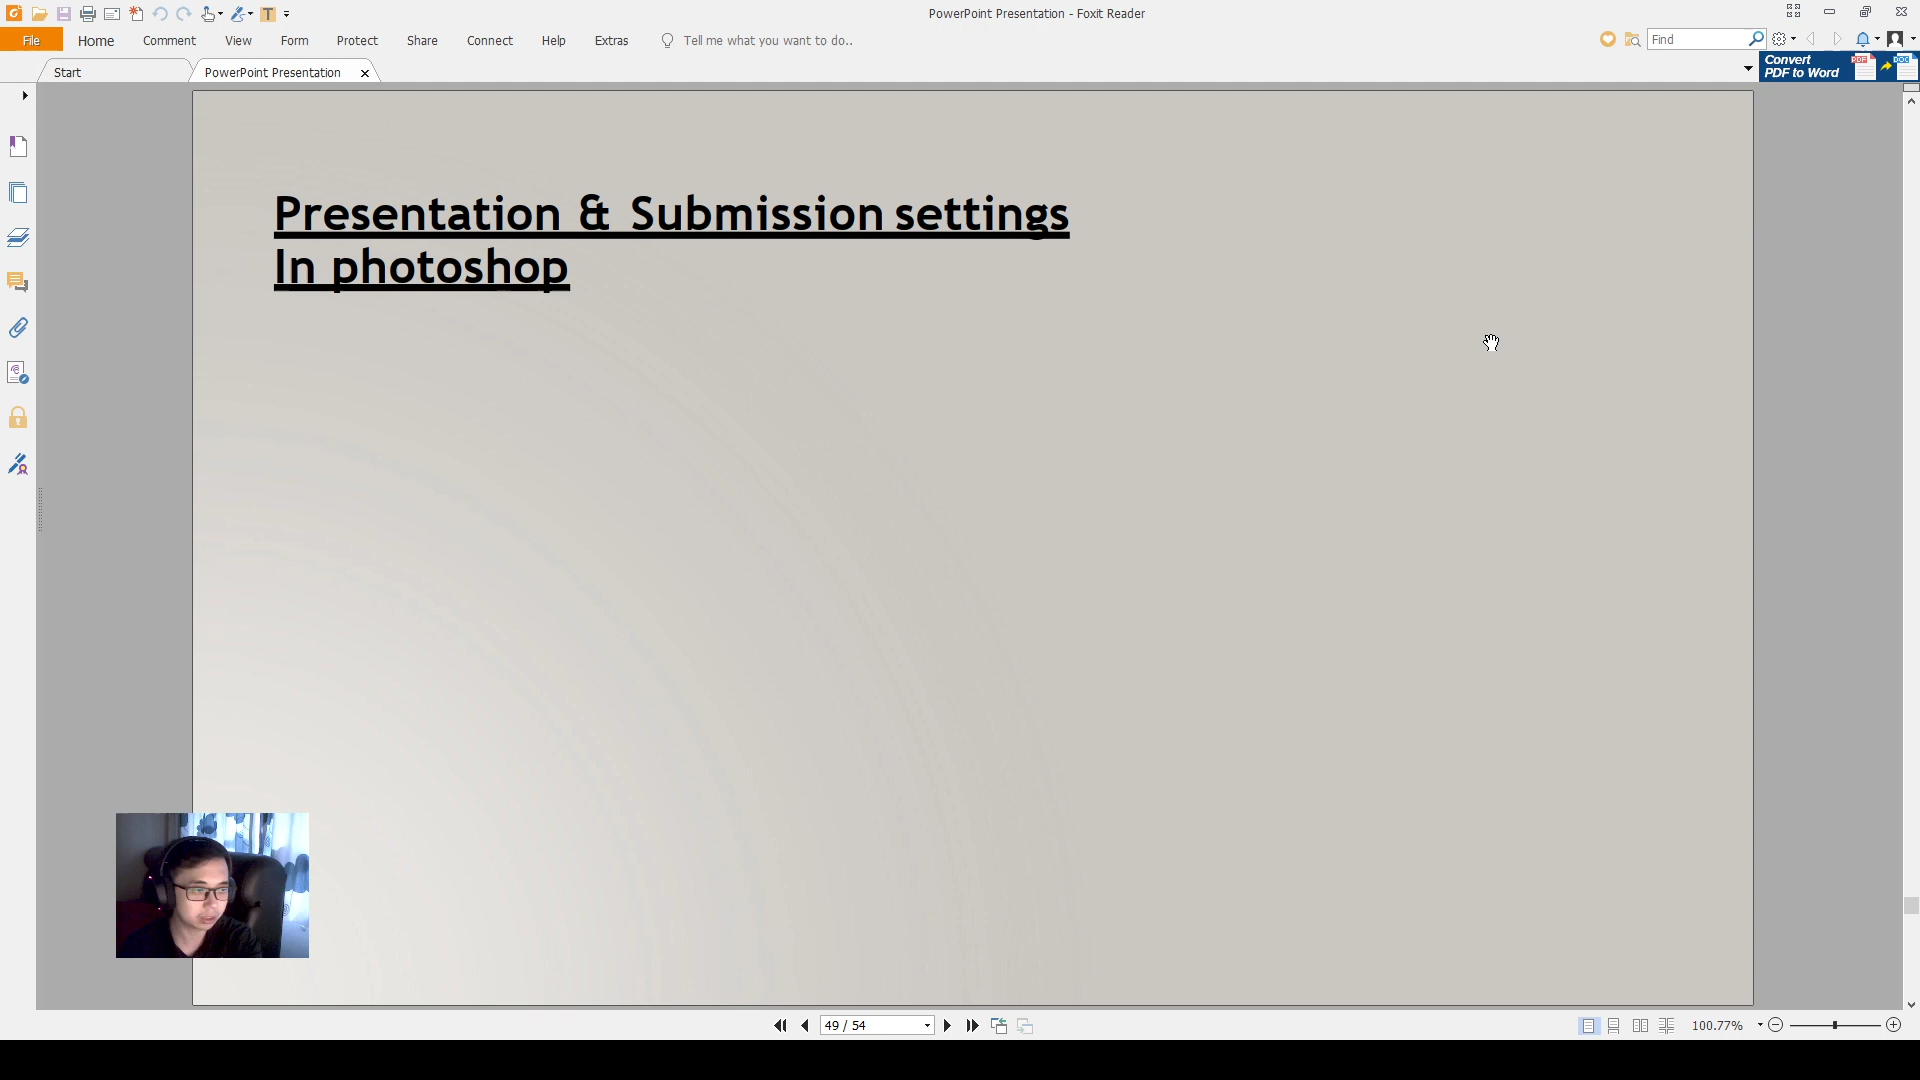 PowerPoint Presentation - Foxit Reader
File Home Comment View Form Protect Share Connect Help Extras Tell me what you want to do.. Find
Start PowerPoint Presentation
Convert
PDF to Word
PDF DOC
Presentation & Submission settings
In photoshop
49 / 54
100.77%